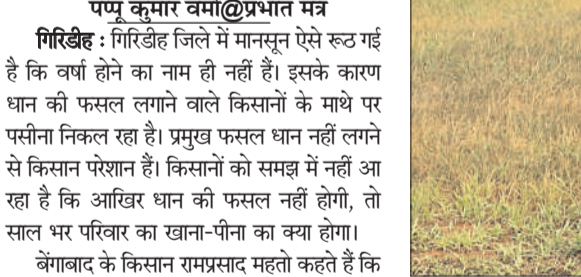 पप्पू कुमार वर्मा@प्रभात मंत्र
गिरिडीह : गिरिडीह जिले में मानसून ऐसे रूठ गई
है कि वर्षा होने का नाम ही नहीं हैं। इसके कारण
धान की फसल लगाने वाले किसानों के माथे पर
पसीना निकल रहा है। प्रमुख फसल धान नहीं लगने
से किसान परेशान हैं। किसानों को समझ में नहीं आ
रहा है कि आखिर धान की फसल नहीं होगी, तो
साल भर परिवार का खाना-पीना का क्या होगा।
बेंगाबाद के किसान रामप्रसाद महतो कहते हैं कि